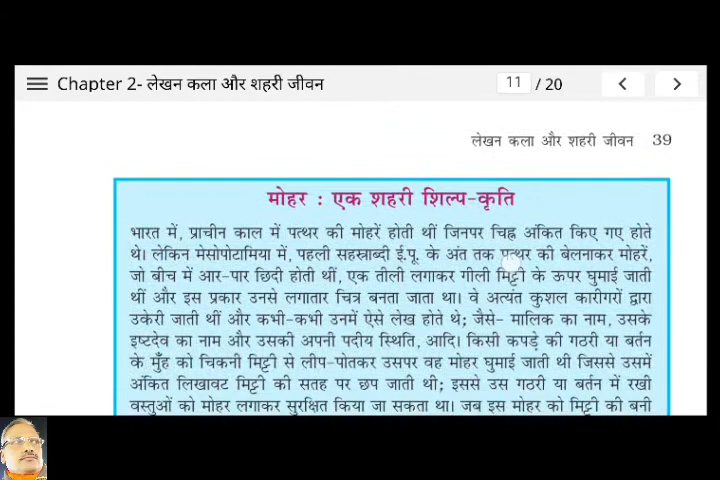 Chapter 2- लेखन कला और शहरी जीवन
11 / 20
लेखन कला और शहरी जीवन 39
मोहर : एक शहरी शिल्प-कृति
भारत में, प्राचीन काल में पत्थर की मोहरें होती थीं जिनपर चिह्न अंकित किए गए होते
थे। लेकिन मेसोपोटामिया में, पहली सहस्राब्दी ई.पू. के अंत तक पत्थर की बेलनाकर मोहरें,
जो बीच में आर-पार छिदी होती थीं, एक तीली लगाकर गीली मिट्टी के ऊपर घुमाई जाती
थीं और इस प्रकार उनसे लगातार चित्र बनता जाता था। वे अत्यंत कुशल कारीगरों द्वारा
उकेरी जाती थीं और कभी-कभी उनमें ऐसे लेख होते थे; जैसे- मालिक का नाम, उसके
इष्टदेव का नाम और उसकी अपनी पदीय स्थिति, आदि। किसी कपड़े की गठरी या बर्तन
के मुँह को चिकनी मिट्टी से लीप-पोतकर उसपर वह मोहर घुमाई जाती थी जिससे उसमें
अंकित लिखावट मिट्टी की सतह पर छप जाती थी; इससे उस गठरी या बर्तन में रखी
वस्तुओं को मोहर लगाकर सुरक्षित किया जा सकता था। जब इस मोहर को मिट्टी की बनी